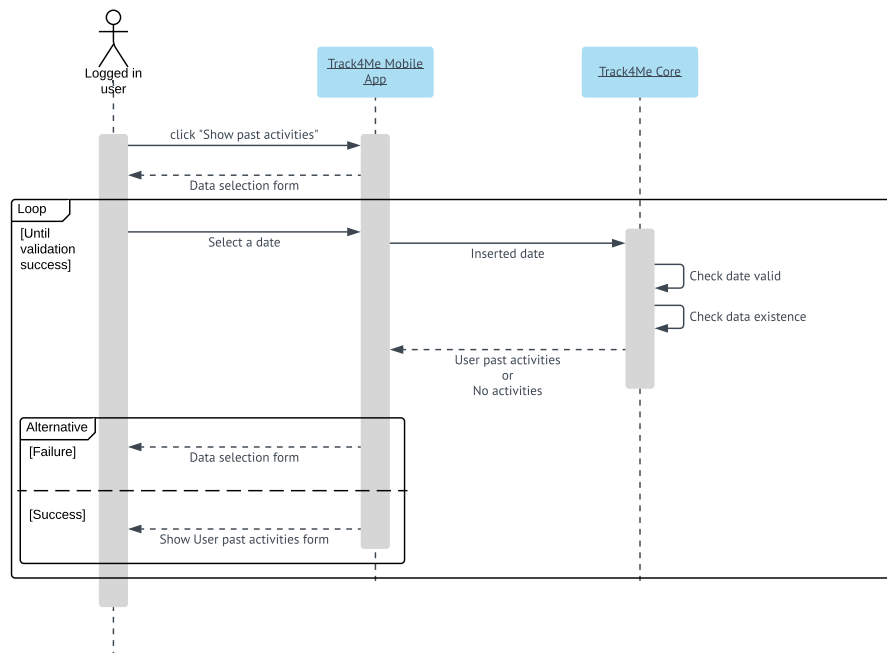 Logged in
user
Track4Me Mobile
App
Track4Me Core
click "Show past activities"
Data selection form
Loop
[Until
validation
success]
Select a date
Inserted date
Check date valid
Check data existence
User past activities
or
No activities
Alternative
[Failure]
Data selection form
[Success]
Show User past activities form